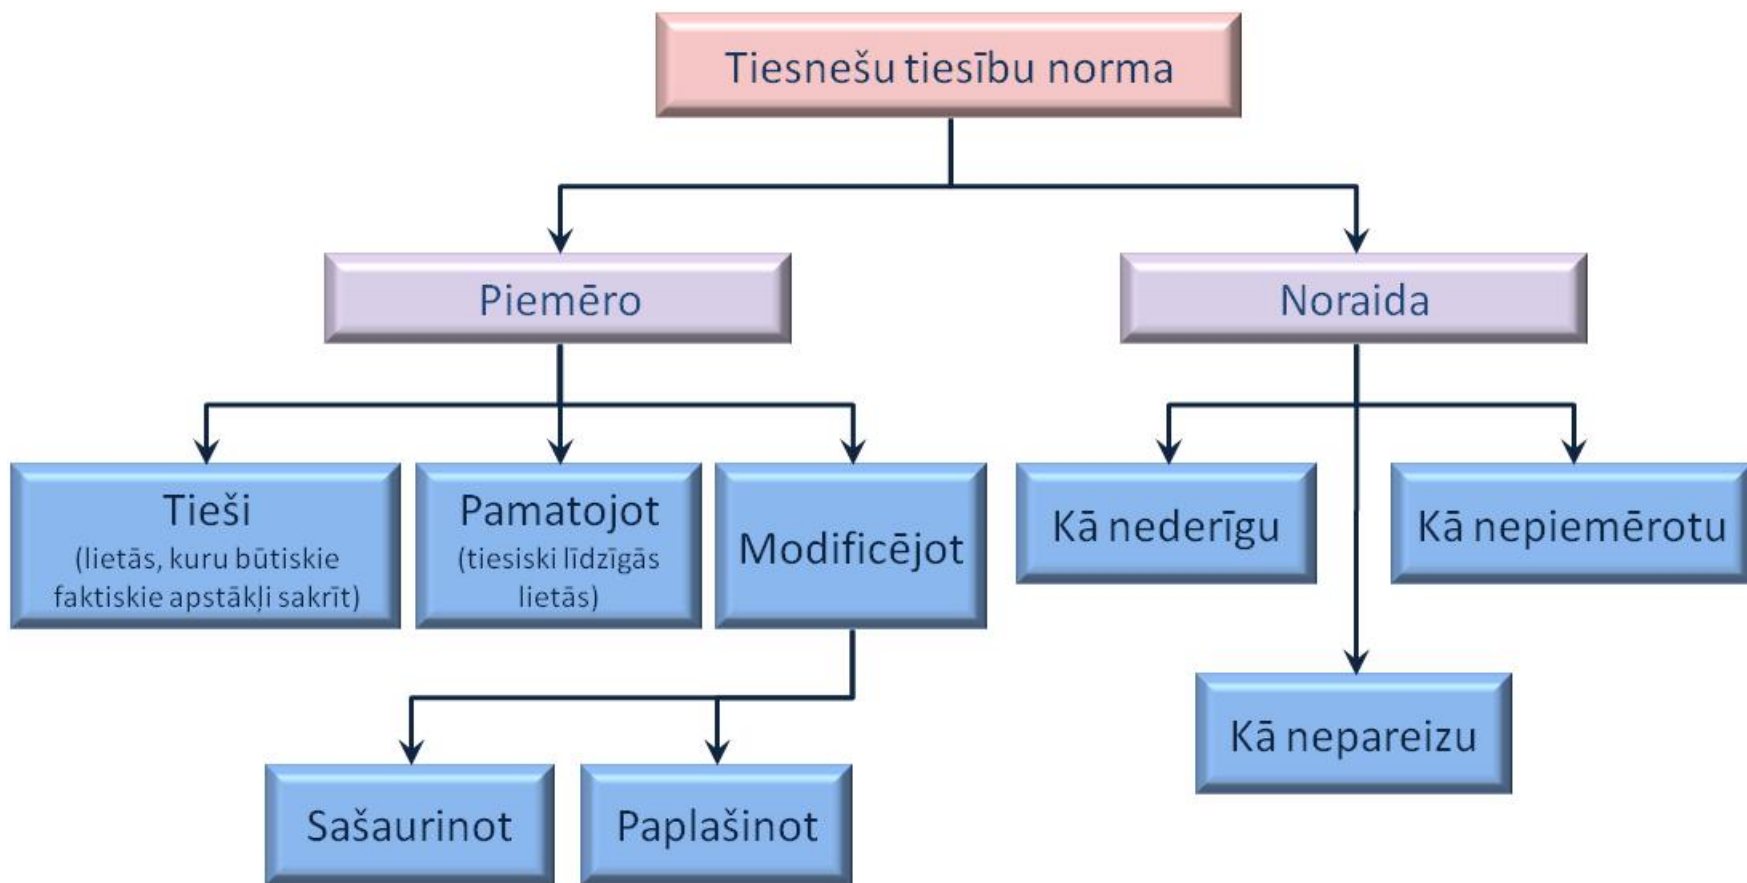 Tiesnešu tiesību norma
Piemēro
Noraida
Tieši
(lietās, kuru būtiskie
faktiskie apstākļi sakrīt)
Pamatojot
(tiesiski līdzīgās
lietās)
Modificējot
Kā nederīgu
Kā nepiemērotu
Kā nepareizu
Sašaurinot
Paplašinot